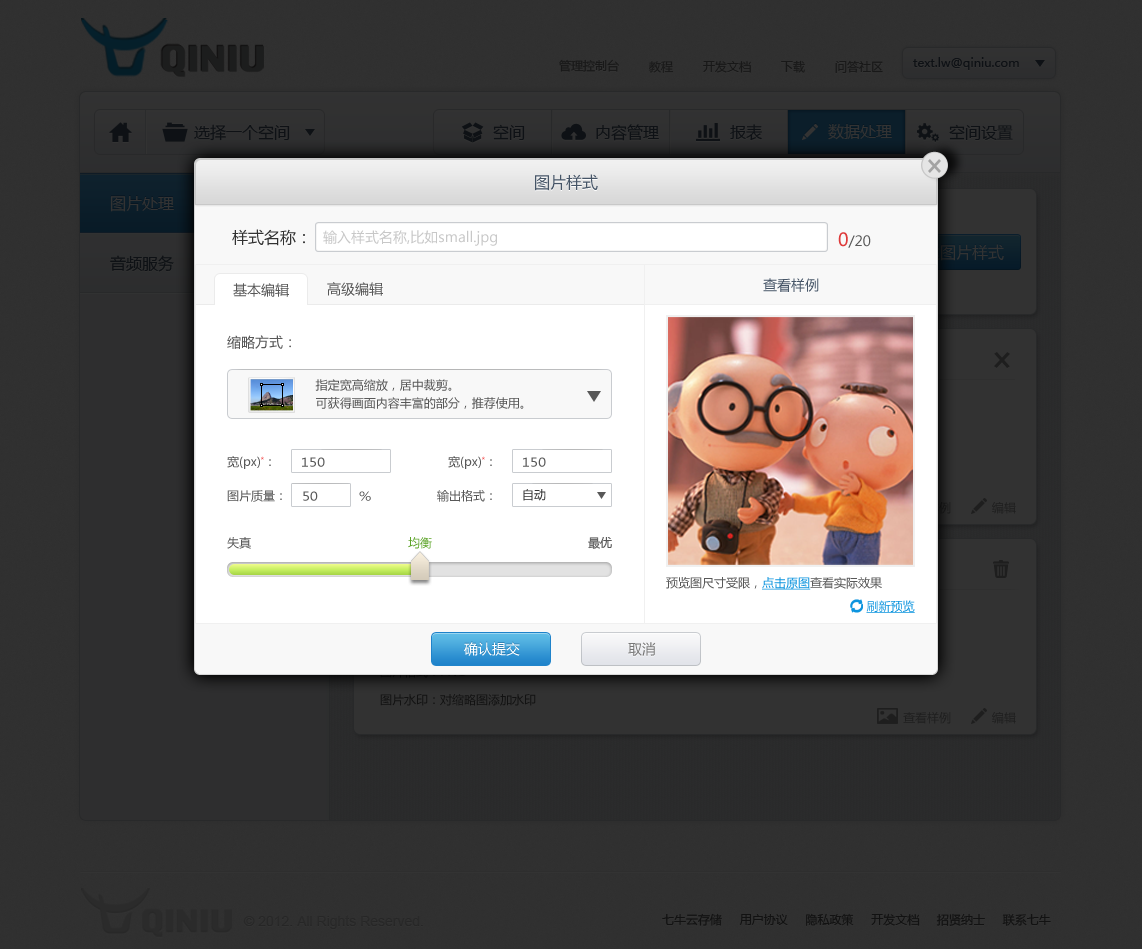 QINIU
管理控制台 教程 开发文档 下载 问答社区 text.lw@qiniu.com
选择一个空间 空间 内容管理 报表 数据处理 空间设置
图片样式
图片处理
音频服务
样式名称： 输入样式名称,比如small.jpg 0/20
图片样式
基本编辑 高级编辑 查看样例
缩略方式：
指定宽高缩放，居中裁剪。
可获得画面内容丰富的部分，推荐使用。
宽(px)*： 150 宽(px)*： 150
图片质量： 50 % 输出格式： 自动
例 编辑
失真 均衡 最优
预览图尺寸受限，点击原图查看实际效果
刷新预览
确认提交 取消
图片水印：对缩略图添加水印
查看样例 编辑
QINIU © 2012 All Rights Reserved.
七牛云存储 用户协议 隐私政策 开发文档 招贤纳士 联系七牛